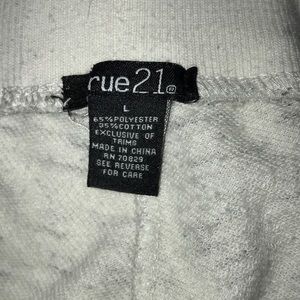 rue21®
L
65%POLYESTER
35%COTTON
EXCLUSIVE OF
TRIMS
MADE IN CHINA
RN 70829
SEE REVERSE
FOR CARE